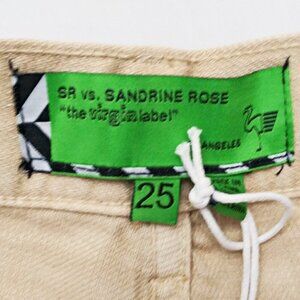 SR vs. SANDRINE ROSE
"the virgin label"
ANGELES
25